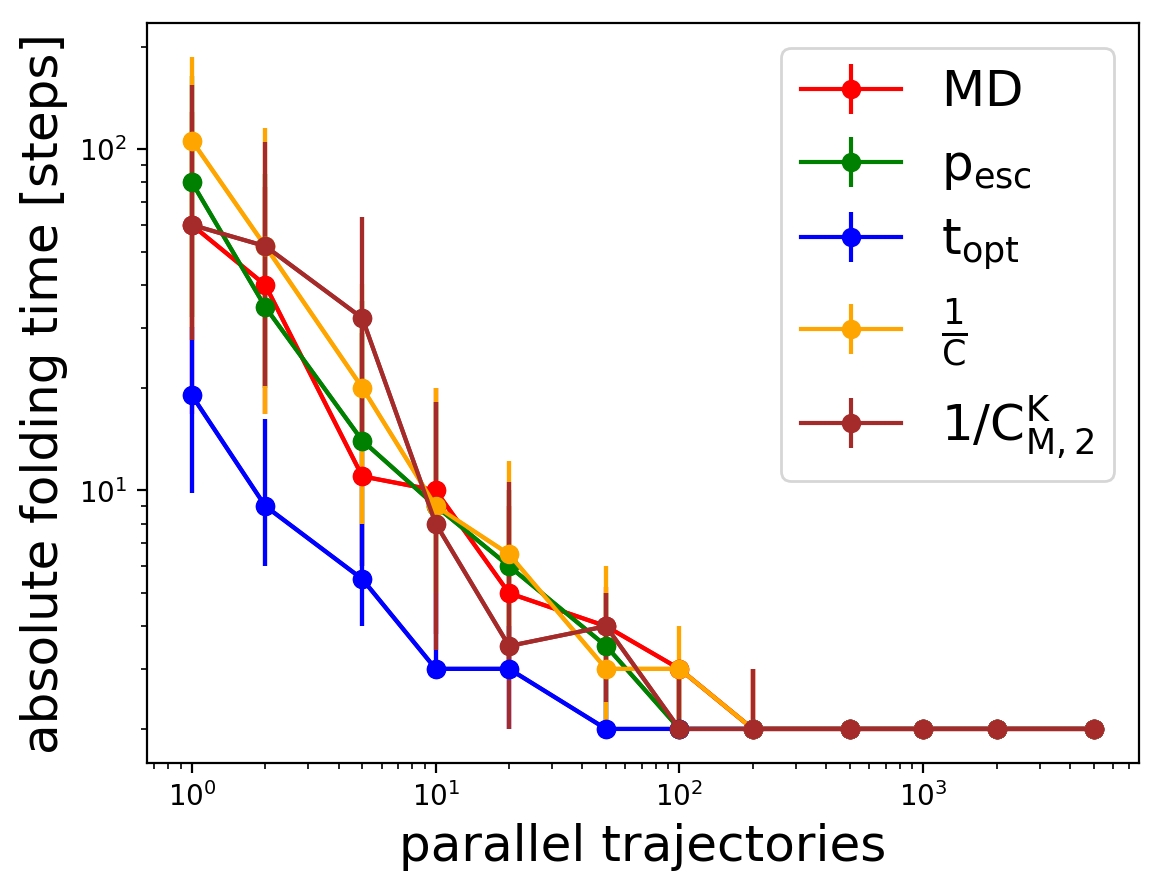 absolute folding time [steps]
10²
10¹
MD
p_esc
t_opt
1/C
1/C^K_M, 2
10⁰ 10¹ 10² 10³
parallel trajectories